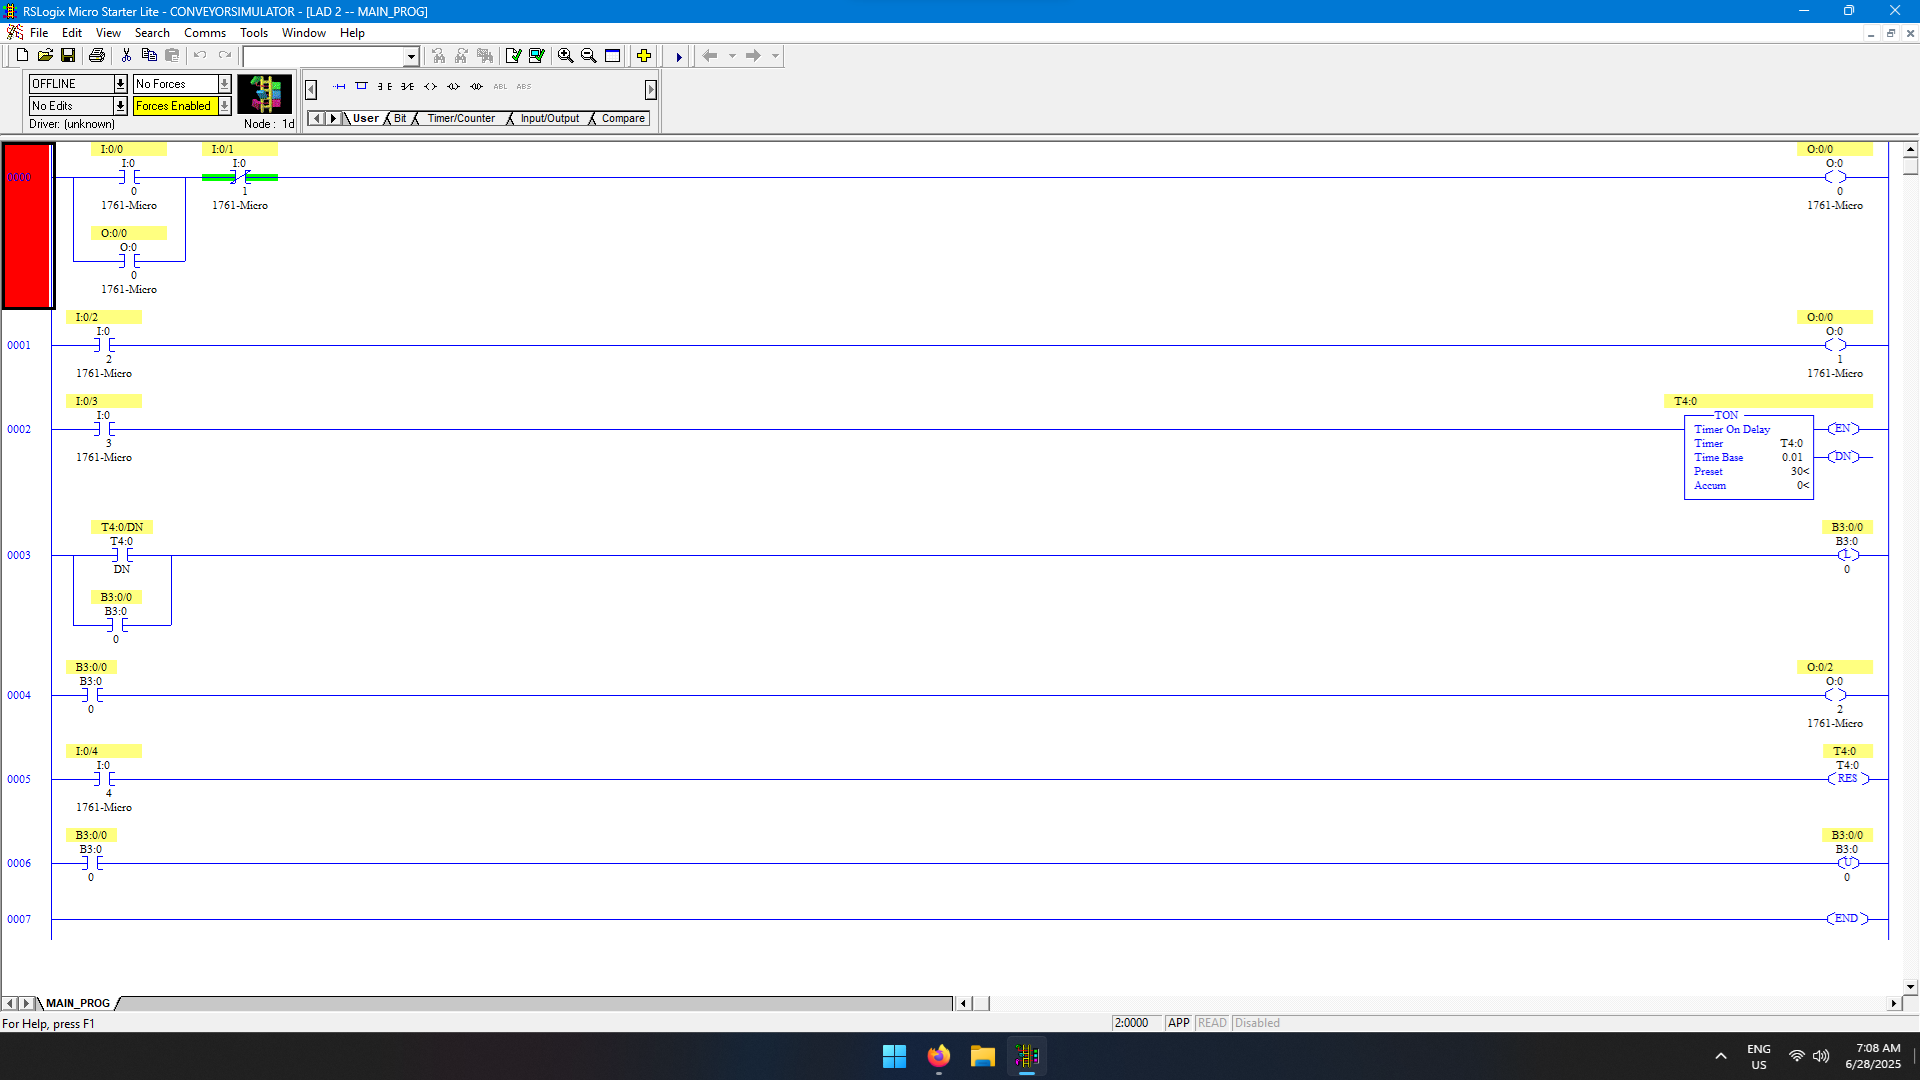 RSLogix Micro Starter Lite - CONVEYORSIMULATOR - [LAD 2 -- MAIN_PROG]
File Edit View Search Comms Tools Window Help
OFFLINE No Forces
No Edits Forces Enabled
Driver: (unknown) Node : 1d
ABL ABS
User Bit Timer/Counter Input/Output Compare
I:0/0 I:0/1 O:0/0
I:0 I:0 O:0
0000
0 1 0
1761-Micro 1761-Micro 1761-Micro
O:0/0
O:0
0
1761-Micro
I:0/2 O:0/0
I:0 O:0
0001
2 1
1761-Micro 1761-Micro
I:0/3 T4:0
I:0 TON
0002 Timer On Delay EN
3 Timer T4:0
1761-Micro Time Base 0.01 DN
Preset 30<
Accum 0<
T4:0/DN B3:0/0
T4:0 B3:0
0003 L
DN 0
B3:0/0
B3:0
0
B3:0/0 O:0/2
B3:0 O:0
0004
0 2
1761-Micro
I:0/4 T4:0
I:0 T4:0
0005 RES
4
1761-Micro
B3:0/0 B3:0/0
B3:0 B3:0
0006 U
0 0
0007 END
MAIN_PROG
For Help, press F1 2:0000 APP READ Disabled
ENG 7:08 AM
US 6/28/2025